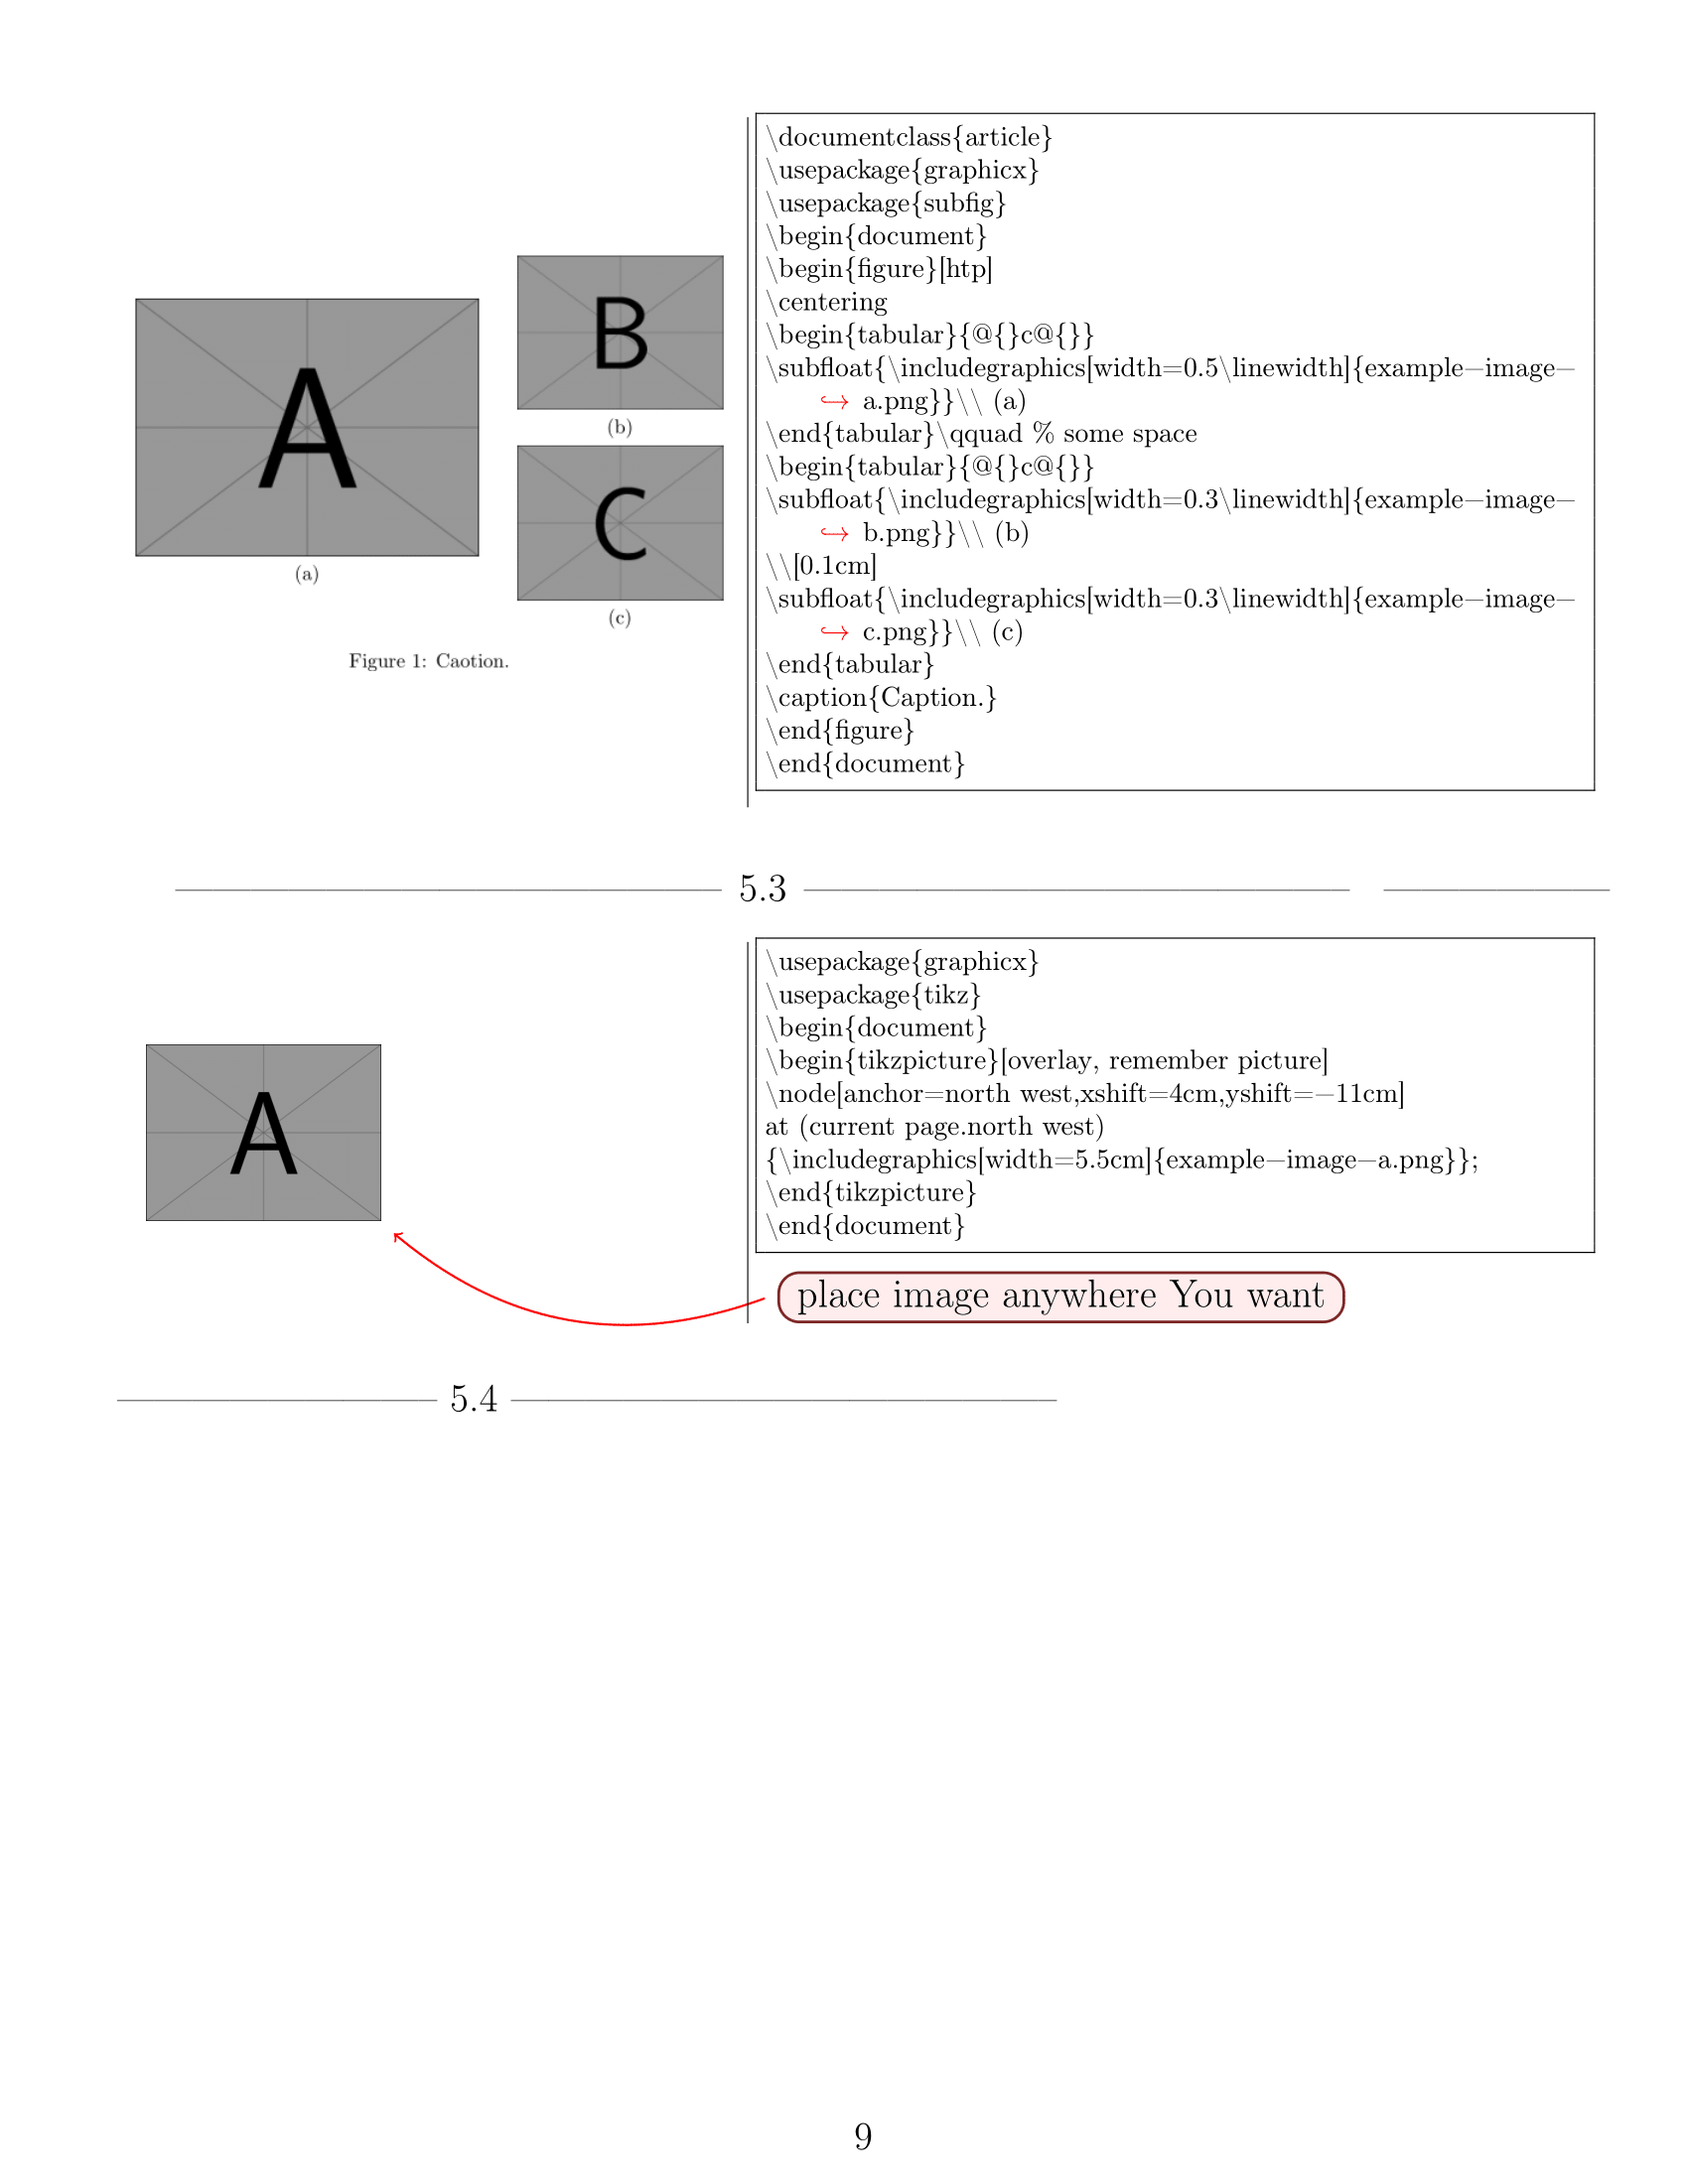 A
(a)
B
(b)
C
(c)
Figure 1: Caotion.
\documentclass{article}
\usepackage{graphicx}
\usepackage{subfig}
\begin{document}
\begin{figure}[htp]
\centering
\begin{tabular}{@{}c@{}}
\subfloat{\includegraphics[width=0.5\linewidth]{example−image−
↪ a.png}}\\ (a)
\end{tabular}\qquad % some space
\begin{tabular}{@{}c@{}}
\subfloat{\includegraphics[width=0.3\linewidth]{example−image−
↪ b.png}}\\ (b)
\\[0.1cm]
\subfloat{\includegraphics[width=0.3\linewidth]{example−image−
↪ c.png}}\\ (c)
\end{tabular}
\caption{Caption.}
\end{figure}
\end{document}
5.3
A
\usepackage{graphicx}
\usepackage{tikz}
\begin{document}
\begin{tikzpicture}[overlay, remember picture]
\node[anchor=north west,xshift=4cm,yshift=−11cm]
at (current page.north west)
{\includegraphics[width=5.5cm]{example−image−a.png}};
\end{tikzpicture}
\end{document}
place image anywhere You want
5.4
9